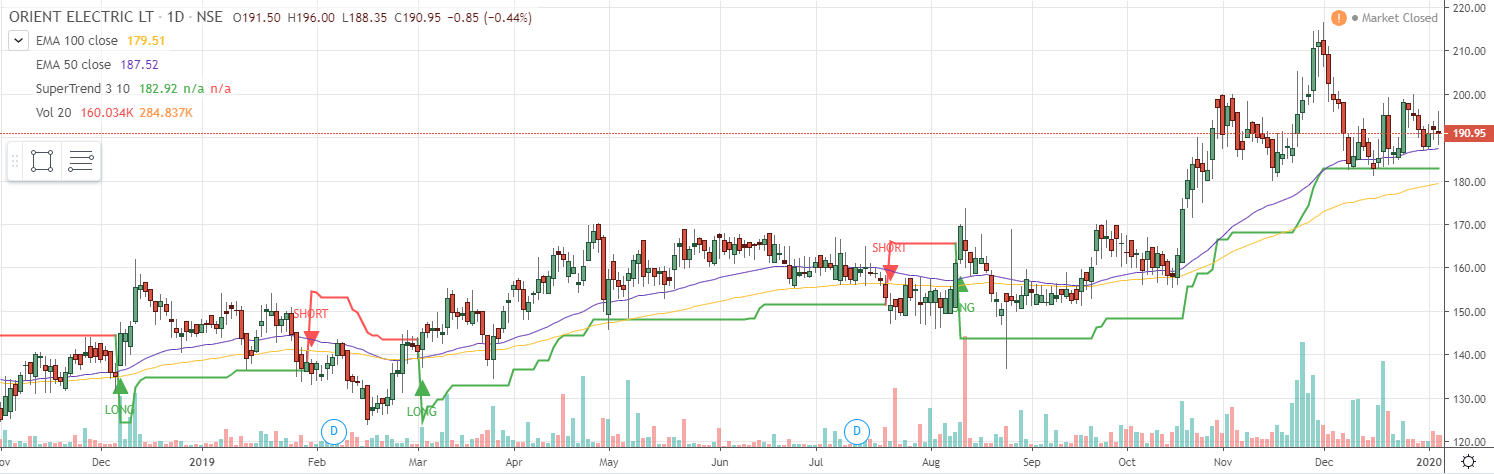 ORIENT ELECTRIC LT · 1D · NSE O191.50 H196.00 L188.35 C190.95 −0.85 (−0.44%)
! Market Closed
EMA 100 close 179.51
EMA 50 close 187.52
SuperTrend 3 10 182.92 n/a n/a
Vol 20 160.034K 284.837K
220.00
210.00
200.00
190.95
180.00
170.00
160.00
150.00
140.00
130.00
120.00
SHORT
SHORT
NG
LONG
LONG
D
D
ov Dec 2019 Feb Mar Apr May Jun Jul Aug Sep Oct Nov Dec 2020